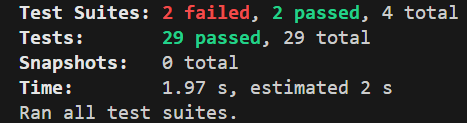 Test Suites: 2 failed, 2 passed, 4 total
Tests: 29 passed, 29 total
Snapshots: 0 total
Time: 1.97 s, estimated 2 s
Ran all test suites.